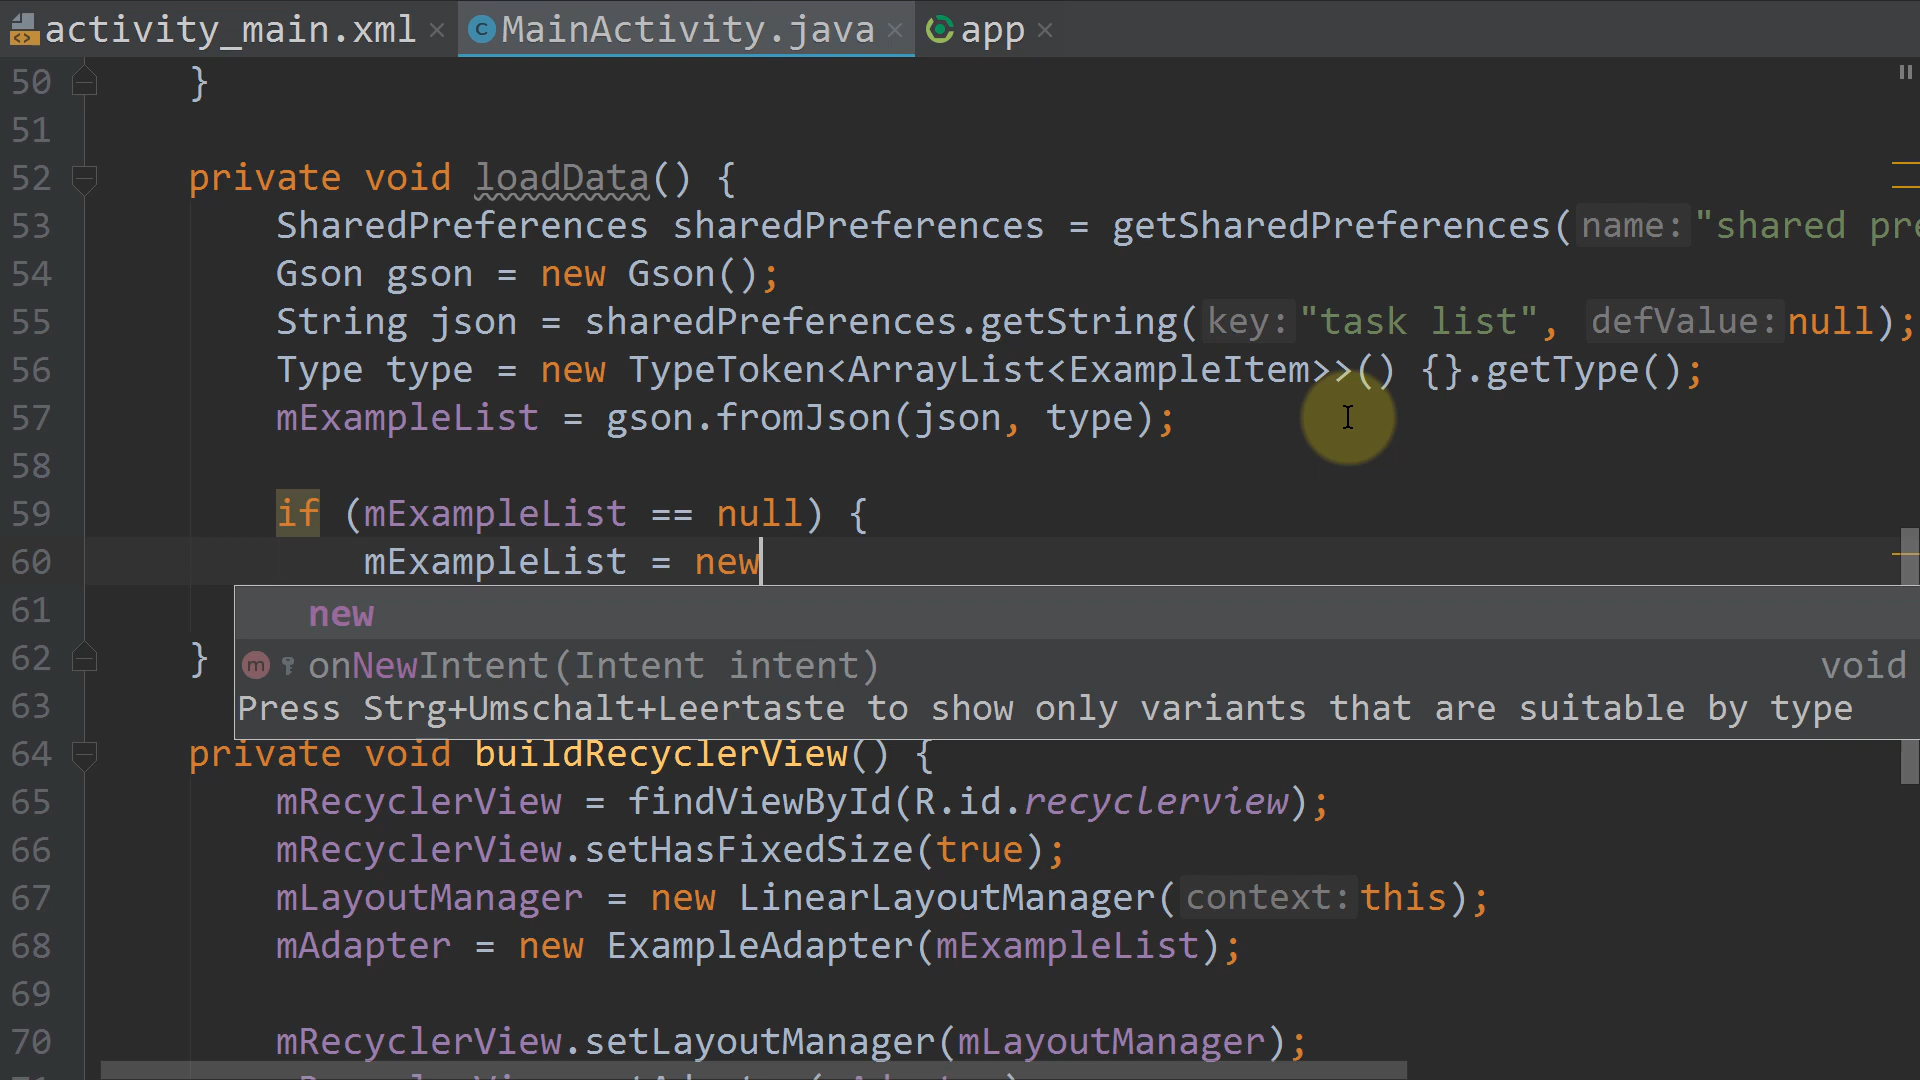 activity_main.xml × MainActivity.java × app ×
50 }
51
52 private void loadData() {
53 SharedPreferences sharedPreferences = getSharedPreferences( name: "shared pre
54 Gson gson = new Gson();
55 String json = sharedPreferences.getString( key: "task list", defValue: null);
56 Type type = new TypeToken<ArrayList<ExampleItem>>() {}.getType();
57 mExampleList = gson.fromJson(json, type);
58
59 if (mExampleList == null) {
60 mExampleList = new
61 new
62 } m onNewIntent(Intent intent) void
63 Press Strg+Umschalt+Leertaste to show only variants that are suitable by type
64 private void buildRecyclerView() {
65 mRecyclerView = findViewById(R.id.recyclerview);
66 mRecyclerView.setHasFixedSize(true);
67 mLayoutManager = new LinearLayoutManager( context: this);
68 mAdapter = new ExampleAdapter(mExampleList);
69
70 mRecyclerView.setLayoutManager(mLayoutManager);